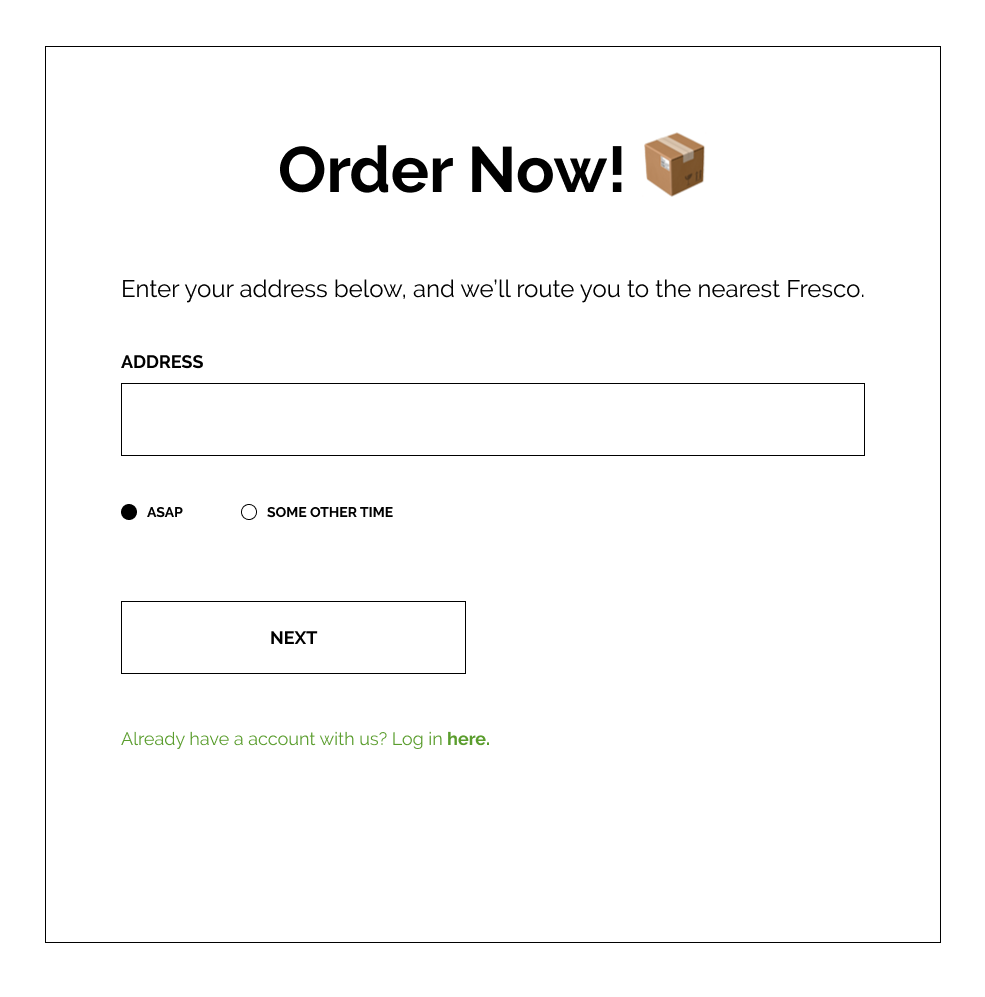 Order Now! 📦
Enter your address below, and we’ll route you to the nearest Fresco.
ADDRESS
ASAP
SOME OTHER TIME
NEXT
Already have a account with us? Log in here.